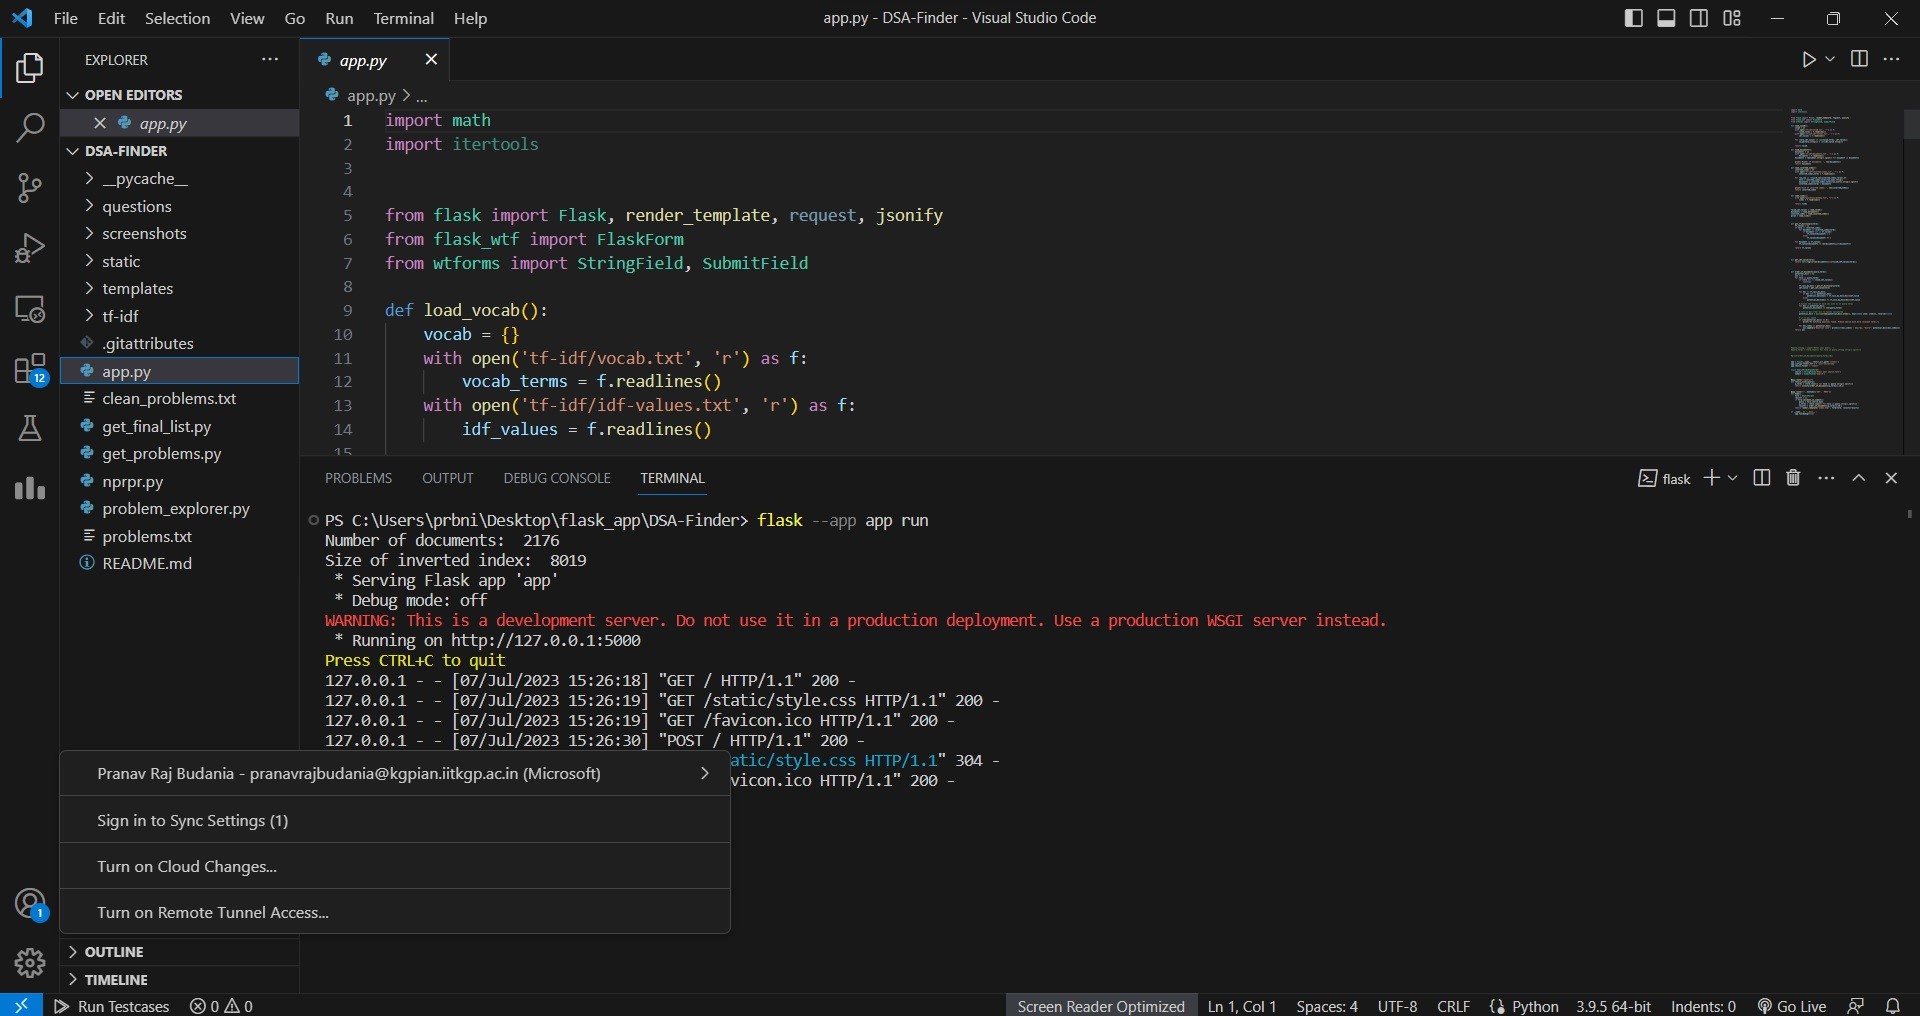 File Edit Selection View Go Run Terminal Help
app.py - DSA-Finder - Visual Studio Code
EXPLORER
OPEN EDITORS
app.py
DSA-FINDER
__pycache__
questions
screenshots
static
templates
tf-idf
.gitattributes
app.py
clean_problems.txt
get_final_list.py
get_problems.py
nprpr.py
problem_explorer.py
problems.txt
README.md
12
1
app.py
app.py > ...
1 import math
2 import itertools
3
4
5 from flask import Flask, render_template, request, jsonify
6 from flask_wtf import FlaskForm
7 from wtforms import StringField, SubmitField
8
9 def load_vocab():
10 vocab = {}
11 with open('tf-idf/vocab.txt', 'r') as f:
12 vocab_terms = f.readlines()
13 with open('tf-idf/idf-values.txt', 'r') as f:
14 idf_values = f.readlines()
15
PROBLEMS OUTPUT DEBUG CONSOLE TERMINAL
flask
PS C:\Users\prbni\Desktop\flask_app\DSA-Finder> flask --app app run
Number of documents:  2176
Size of inverted index:  8019
* Serving Flask app 'app'
* Debug mode: off
WARNING: This is a development server. Do not use it in a production deployment. Use a production WSGI server instead.
* Running on http://127.0.0.1:5000
Press CTRL+C to quit
127.0.0.1 - - [07/Jul/2023 15:26:18] "GET / HTTP/1.1" 200 -
127.0.0.1 - - [07/Jul/2023 15:26:19] "GET /static/style.css HTTP/1.1" 200 -
127.0.0.1 - - [07/Jul/2023 15:26:19] "GET /favicon.ico HTTP/1.1" 200 -
127.0.0.1 - - [07/Jul/2023 15:26:30] "POST / HTTP/1.1" 200 -
atic/style.css HTTP/1.1" 304 -
vicon.ico HTTP/1.1" 200 -
Pranav Raj Budania - pranavrajbudania@kgpian.iitkgp.ac.in (Microsoft)
Sign in to Sync Settings (1)
Turn on Cloud Changes...
Turn on Remote Tunnel Access...
OUTLINE
TIMELINE
Run Testcases 0 0
Screen Reader Optimized Ln 1, Col 1 Spaces: 4 UTF-8 CRLF Python 3.9.5 64-bit Indents: 0 Go Live